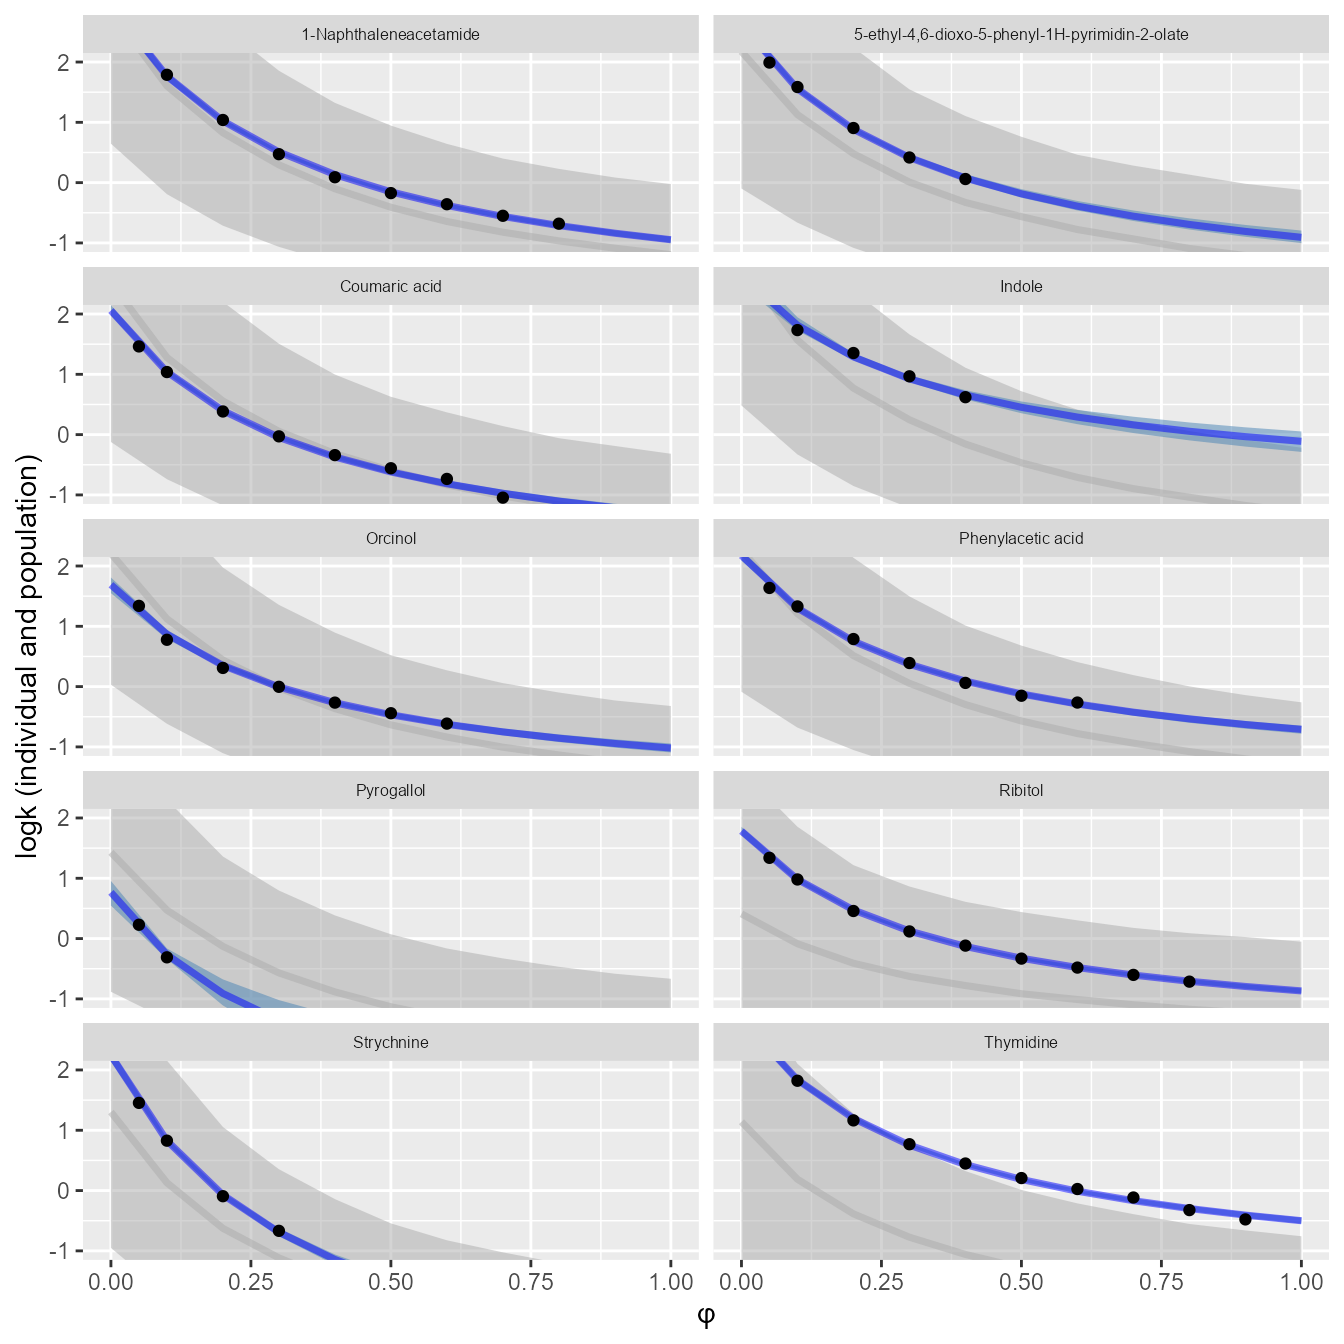 1-Naphthaleneacetamide
5-ethyl-4,6-dioxo-5-phenyl-1H-pyrimidin-2-olate
2
1
0
-1
Coumaric acid
Indole
2
1
0
-1
Orcinol
Phenylacetic acid
2
1
0
-1
Pyrogallol
Ribitol
2
1
0
-1
Strychnine
Thymidine
2
1
0
-1
0.00 0.25 0.50 0.75 1.00
0.00 0.25 0.50 0.75 1.00
φ
logk (individual and population)